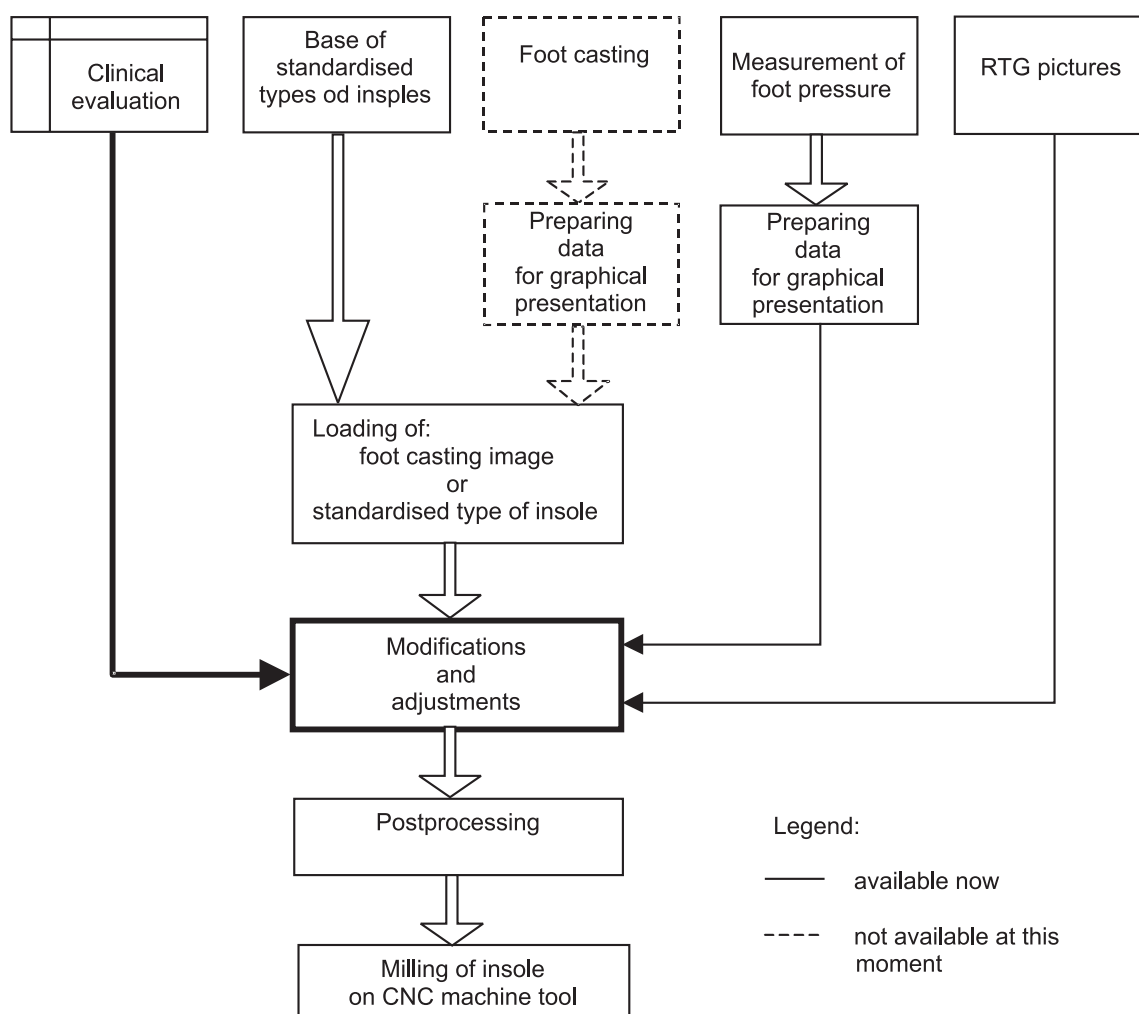 Clinical
evaluation
Base of
standardised
types od insples
Foot casting
Measurement of
foot pressure
RTG pictures
Preparing
data
for graphical
presentation
Preparing
data
for graphical
presentation
Loading of:
foot casting image
or
standardised type of insole
Modifications
and
adjustments
Postprocessing
Milling of insole
on CNC machine tool
Legend:
available now
not available at this
moment